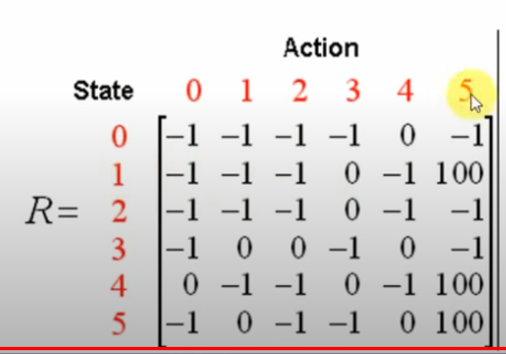 Action
State 0 1 2 3 4 5
0 −1 −1 −1 −1 0 −1
1 −1 −1 −1 0 −1 100
R= 2 −1 −1 −1 0 −1 −1
3 −1 0 0 −1 0 −1
4 0 −1 −1 0 −1 100
5 −1 0 −1 −1 0 100